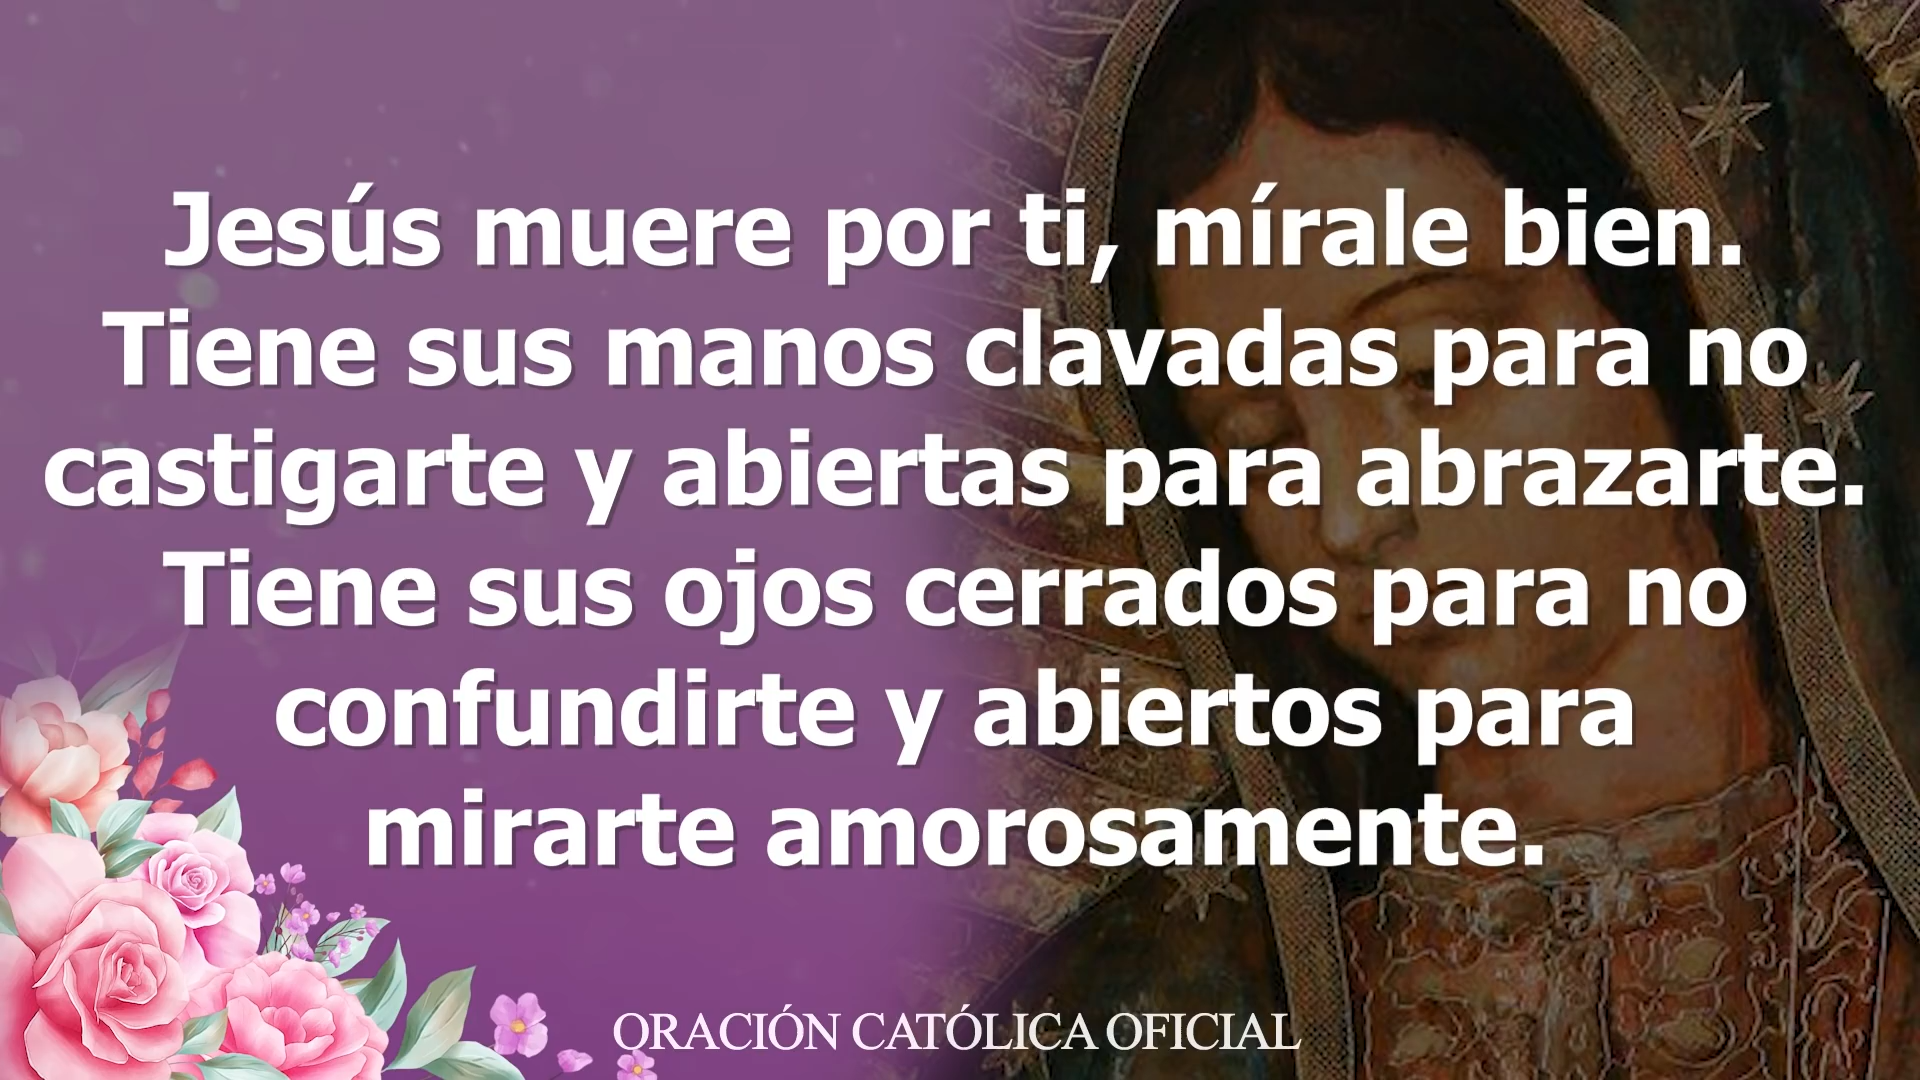 Jesús muere por ti, mírale bien.
Tiene sus manos clavadas para no
castigarte y abiertas para abrazarte.
Tiene sus ojos cerrados para no
confundirte y abiertos para
mirarte amorosamente.
ORACIÓN CATÓLICA OFICIAL